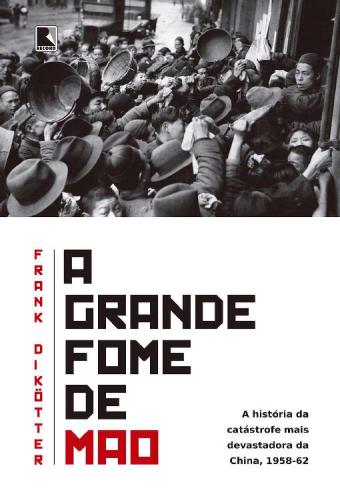 RECORD
FRANK DIKÖTTER
A
GRANDE
FOME
DE
MAO
A história da
catástrofe mais
devastadora da
China, 1958-62